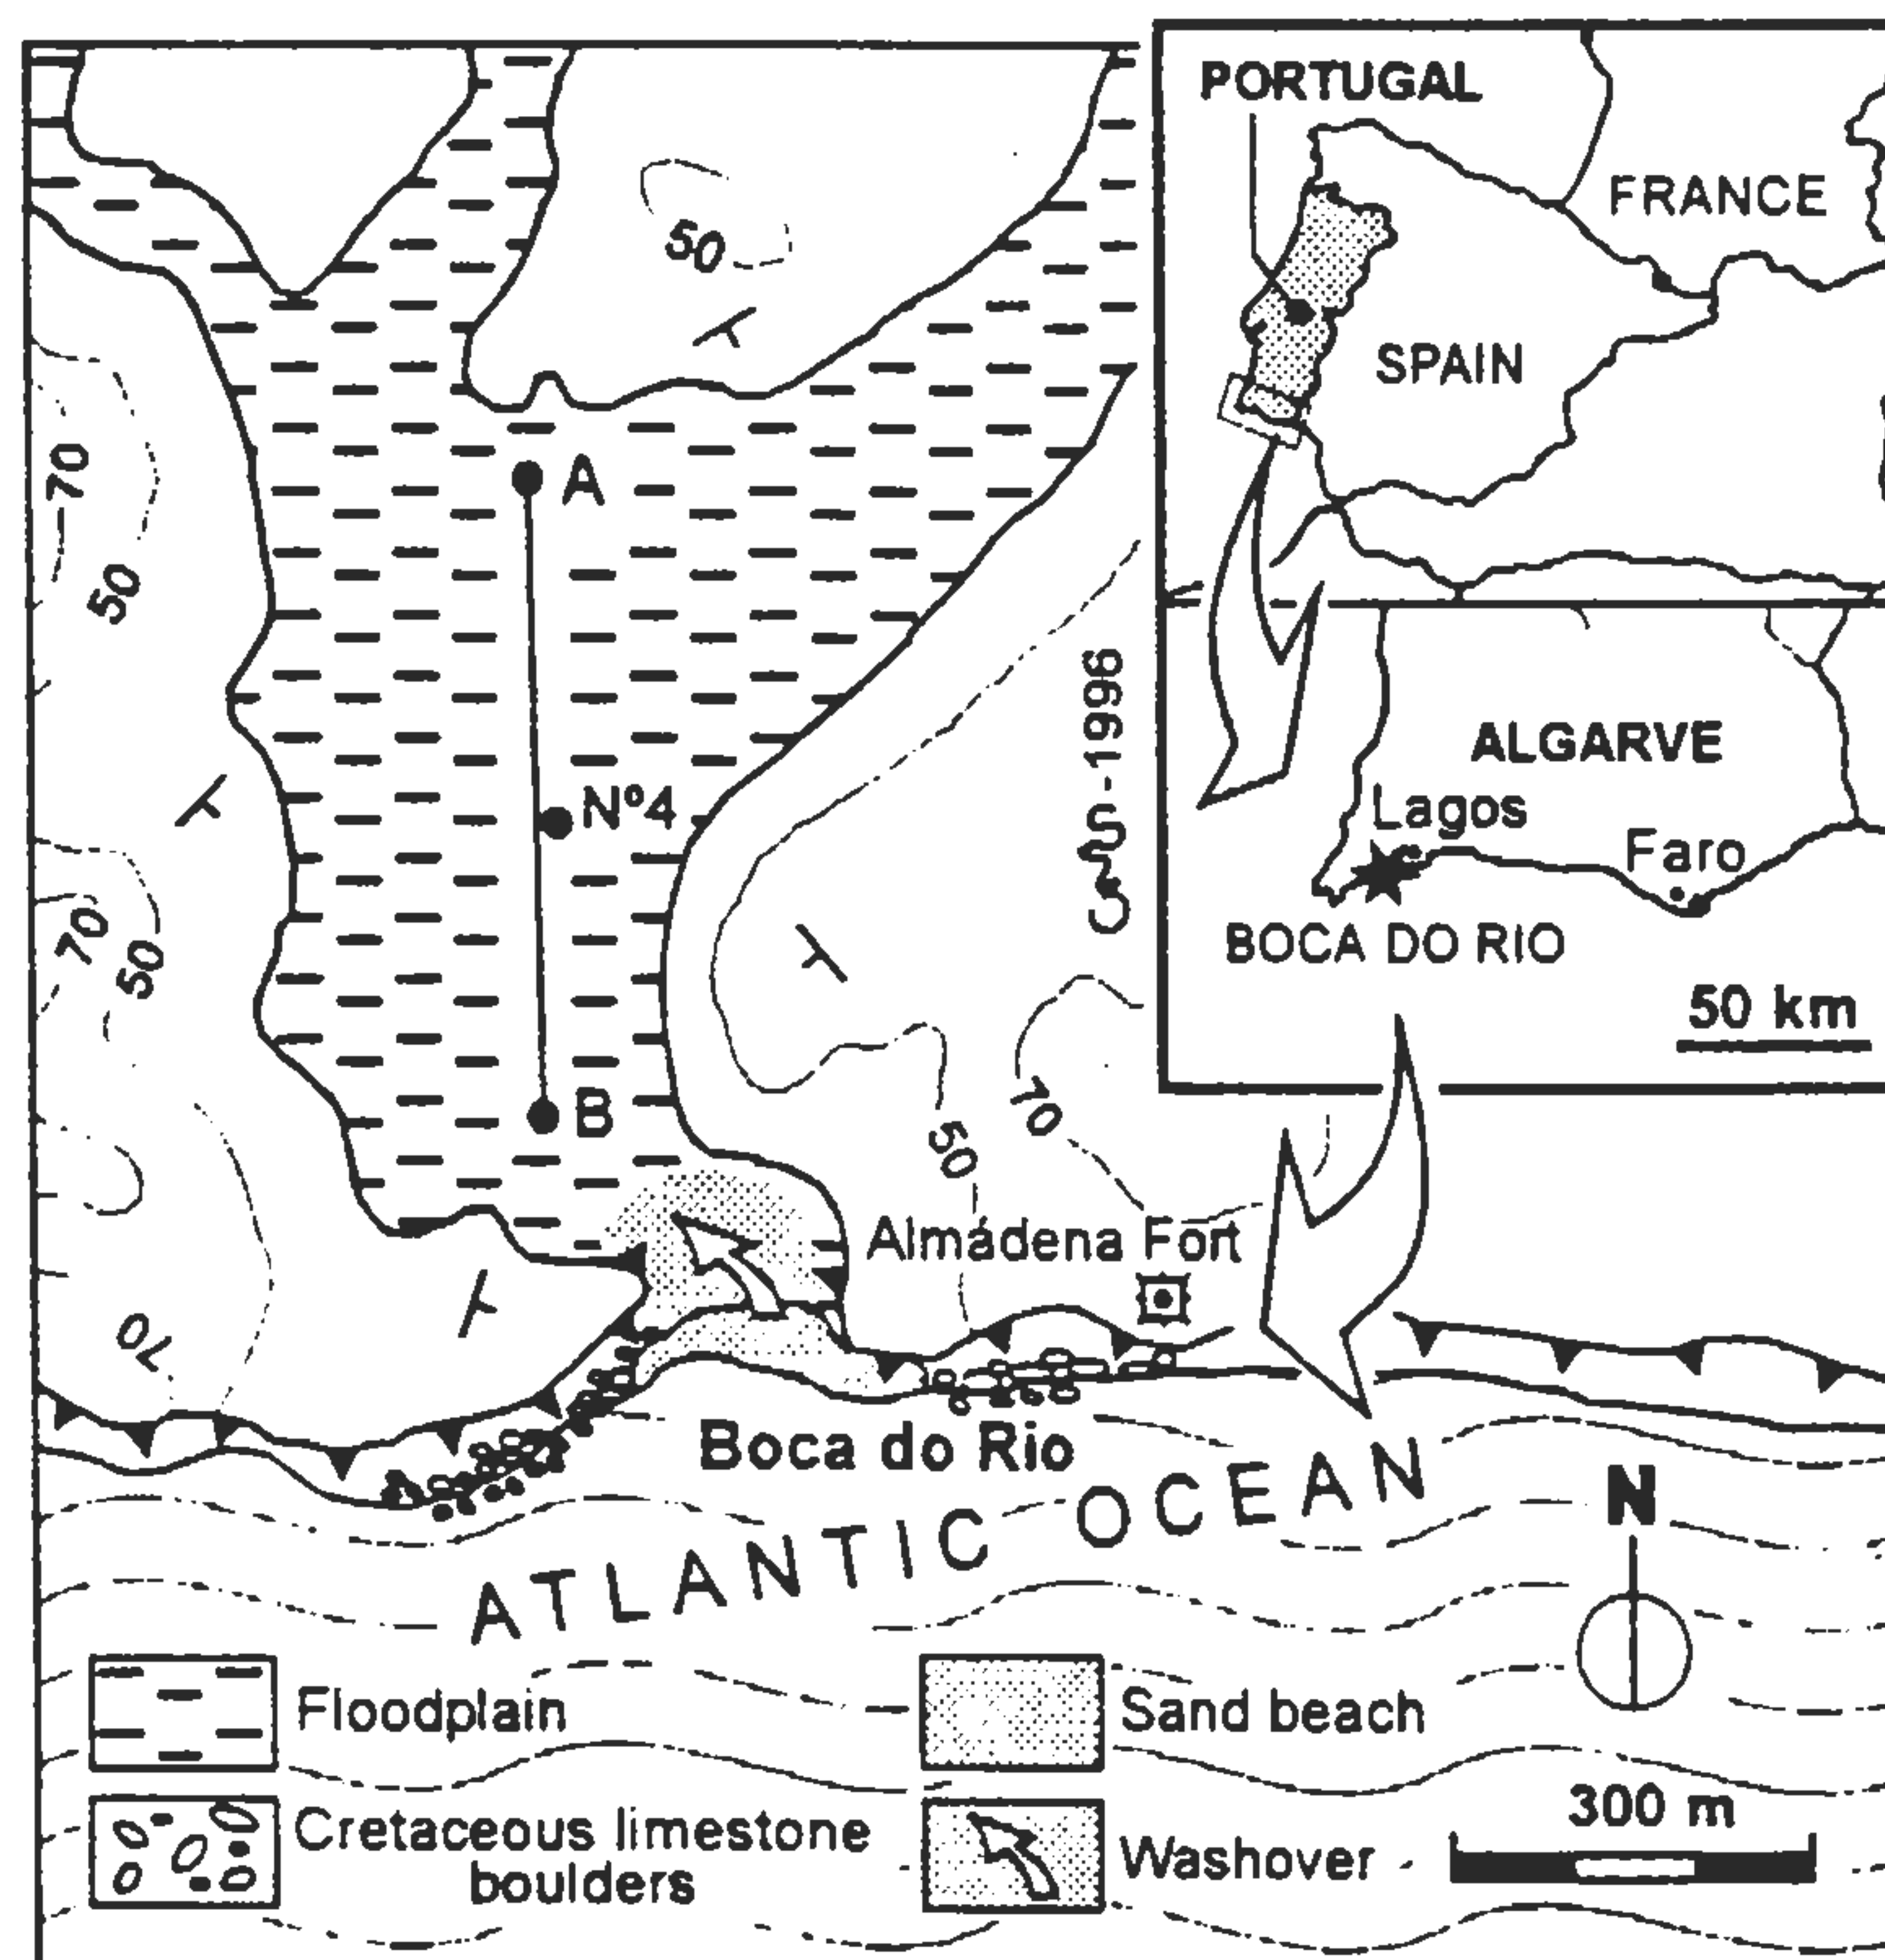 PORTUGAL
FRANCE
SPAIN
50
A
70
50
Nº4
S-1996
ALGARVE
Lagos
Faro
BOCA DO RIO
50 km
70
50
B
70
50
Almádena Fort
70
Boca do Rio
ATLANTIC OCEAN
N
Floodplain
Sand beach
300 m
Cretaceous limestone
boulders
Washover